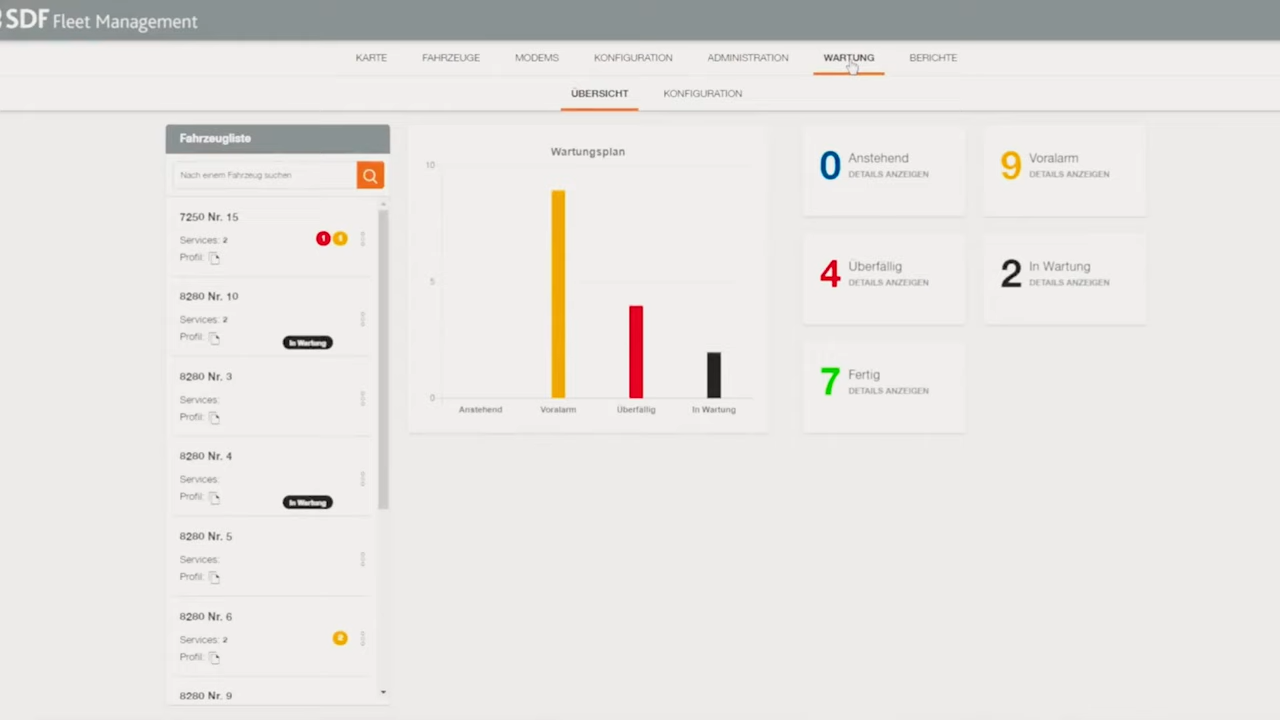 SDF Fleet Management
KARTE FAHRZEUGE MODEMS KONFIGURATION ADMINISTRATION WARTUNG BERICHTE
ÜBERSICHT KONFIGURATION
Fahrzeugliste
Nach einem Fahrzeug suchen
7250 Nr. 15
Services: 2
1
Profil:
8280 Nr. 10
Services: 2
Profil:
In Wartung
8280 Nr. 3
Services:
Profil:
8280 Nr. 4
Services:
Profil:
In Wartung
8280 Nr. 5
Services:
Profil:
8280 Nr. 6
Services: 2
Profil:
8280 Nr. 9
Wartungsplan
10
5
0
Anstehend Voralarm Überfällig In Wartung
0 Anstehend
DETAILS ANZEIGEN
9 Voralarm
DETAILS ANZEIGEN
4 Überfällig
DETAILS ANZEIGEN
2 In Wartung
DETAILS ANZEIGEN
7 Fertig
DETAILS ANZEIGEN